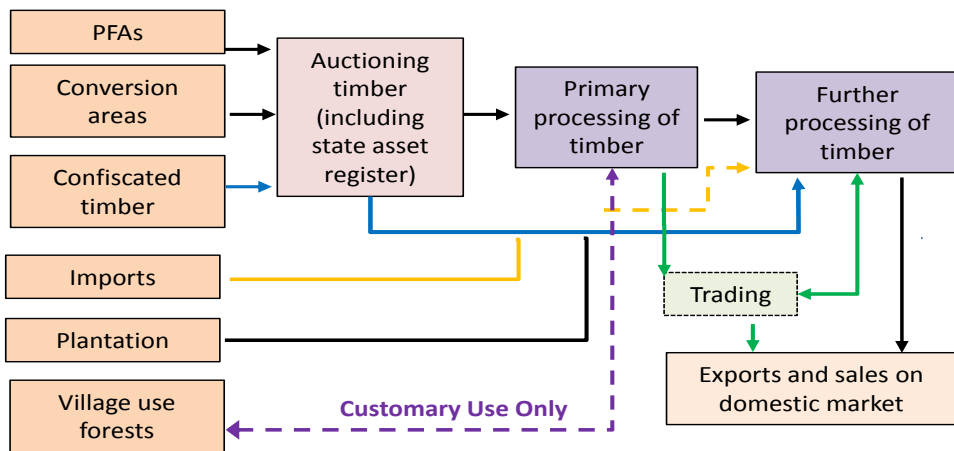 PFAs
Conversion
areas
Confiscated
timber
Imports
Plantation
Village use
forests
Auctioning
timber
(including
state asset
register)
Primary
processing of
timber
Further
processing of
timber
Trading
Customary Use Only
Exports and sales on
domestic market